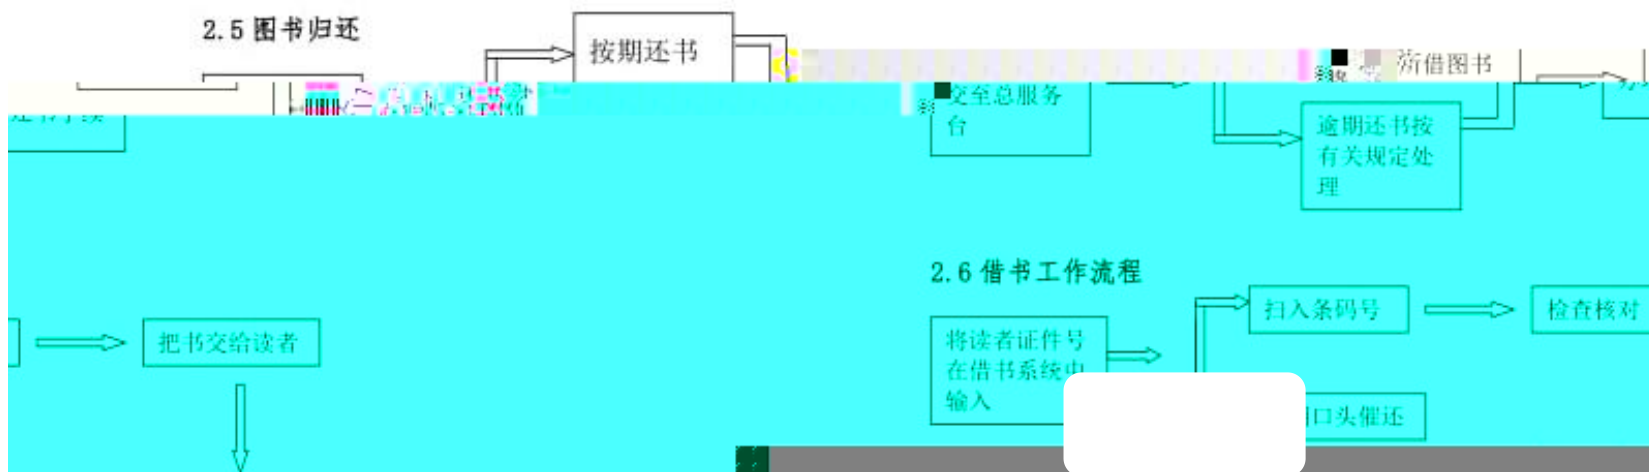 2.5 图书归还
按期还书
所借图书
交至总服务
台
逾期还书按
有关规定处
理
2.6 借书工作流程
扫入条码号
检查核对
把书交给读者
将读者证件号
在借书系统中
输入
口头催还